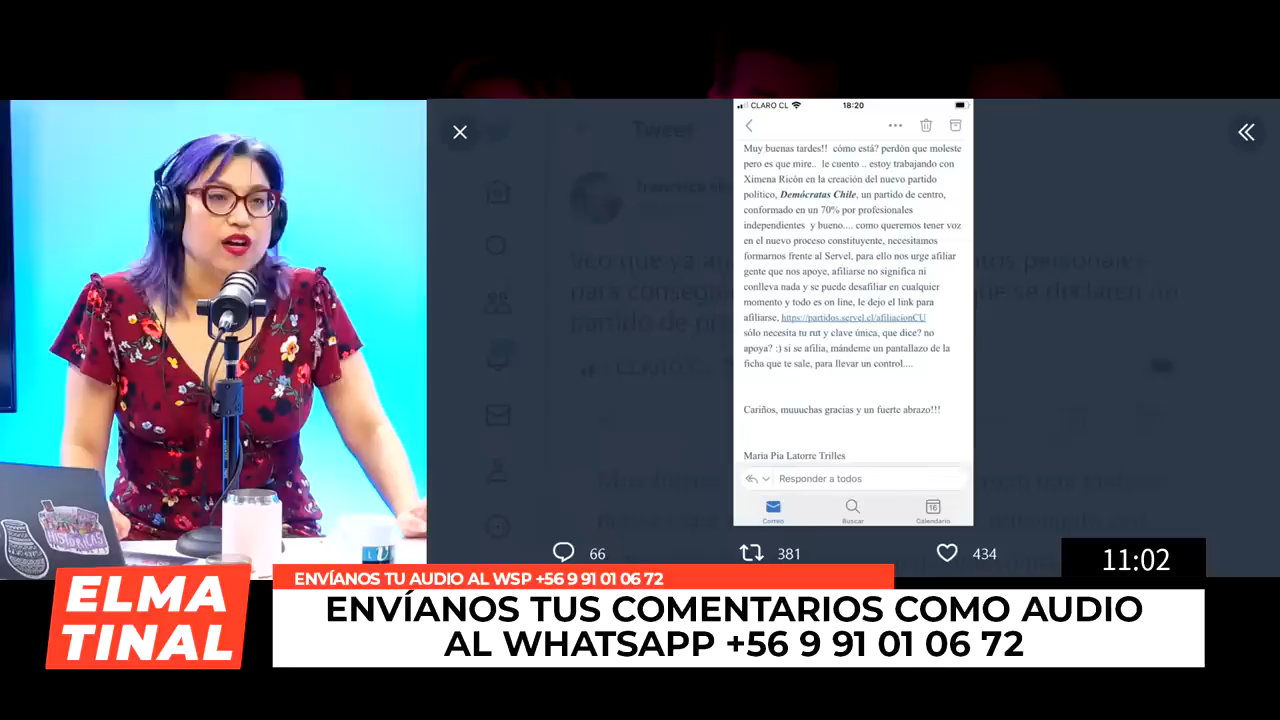 CLARO CL
18:20
Muy buenas tardes!! cómo está? perdón que moleste
pero es que mire.. le cuento .. estoy trabajando con
Ximena Ricón en la creación del nuevo partido
político, Demócratas Chile, un partido de centro,
conformado en un 70% por profesionales
independientes y bueno.... como queremos tener voz
en el nuevo proceso constituyente, necesitamos
formarnos frente al Servel, para ello nos urge afiliar
gente que nos apoye, afiliarse no significa ni
conlleva nada y se puede desafiliar en cualquier
momento y todo es on line, le dejo el link para
afiliarse, https://partidos.servel.cl/afiliacionCU
sólo necesita tu rut y clave única, que dice? no
apoya? :) si se afilia, mándeme un pantallazo de la
ficha que te sale, para llevar un control....
Cariños, muuuchas gracias y un fuerte abrazo!!!
Maria Pia Latorre Trilles
Responder a todos
16
Correo Buscar Calendario
Tweet
66 381 434
11:02
HISTÓRICAS
ELMA
TINAL
ENVÍANOS TU AUDIO AL WSP +56 9 91 01 06 72
ENVÍANOS TUS COMENTARIOS COMO AUDIO
AL WHATSAPP +56 9 91 01 06 72